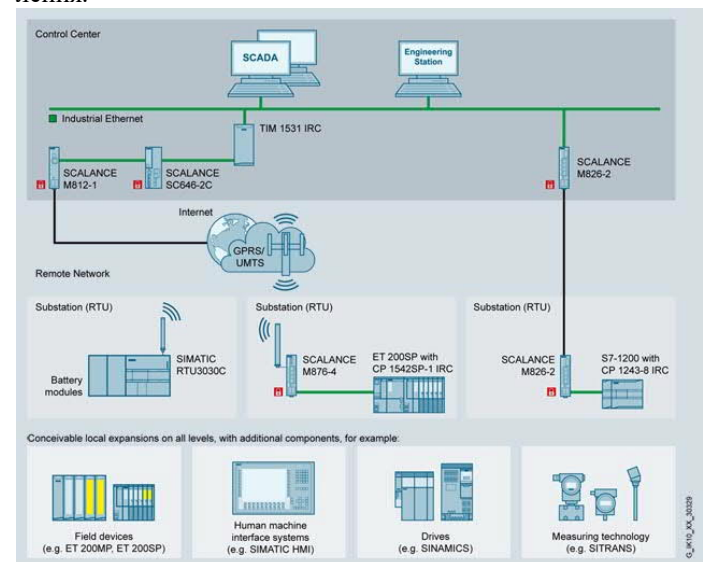 ления.
Control Center
SCADA
Engineering
Station
Industrial Ethernet
TIM 1531 IRC
SCALANCE
M812-1
SCALANCE
SC646-2C
SCALANCE
M826-2
Internet
GPRS/
UMTS
Remote Network
Substation (RTU)
SIMATIC
RTU3030C
Battery
modules
Substation (RTU)
SCALANCE
M876-4
ET 200SP with
CP 1542SP-1 IRC
Substation (RTU)
SCALANCE
M826-2
S7-1200 with
CP 1243-8 IRC
Conceivable local expansions on all levels, with additional components, for example:
Field devices
(e.g. ET 200MP, ET 200SP)
Human machine
interface systems
(e.g. SIMATIC HMI)
Drives
(e.g. SINAMICS)
Measuring technology
(e.g. SITRANS)
G_IK10_XX_30329